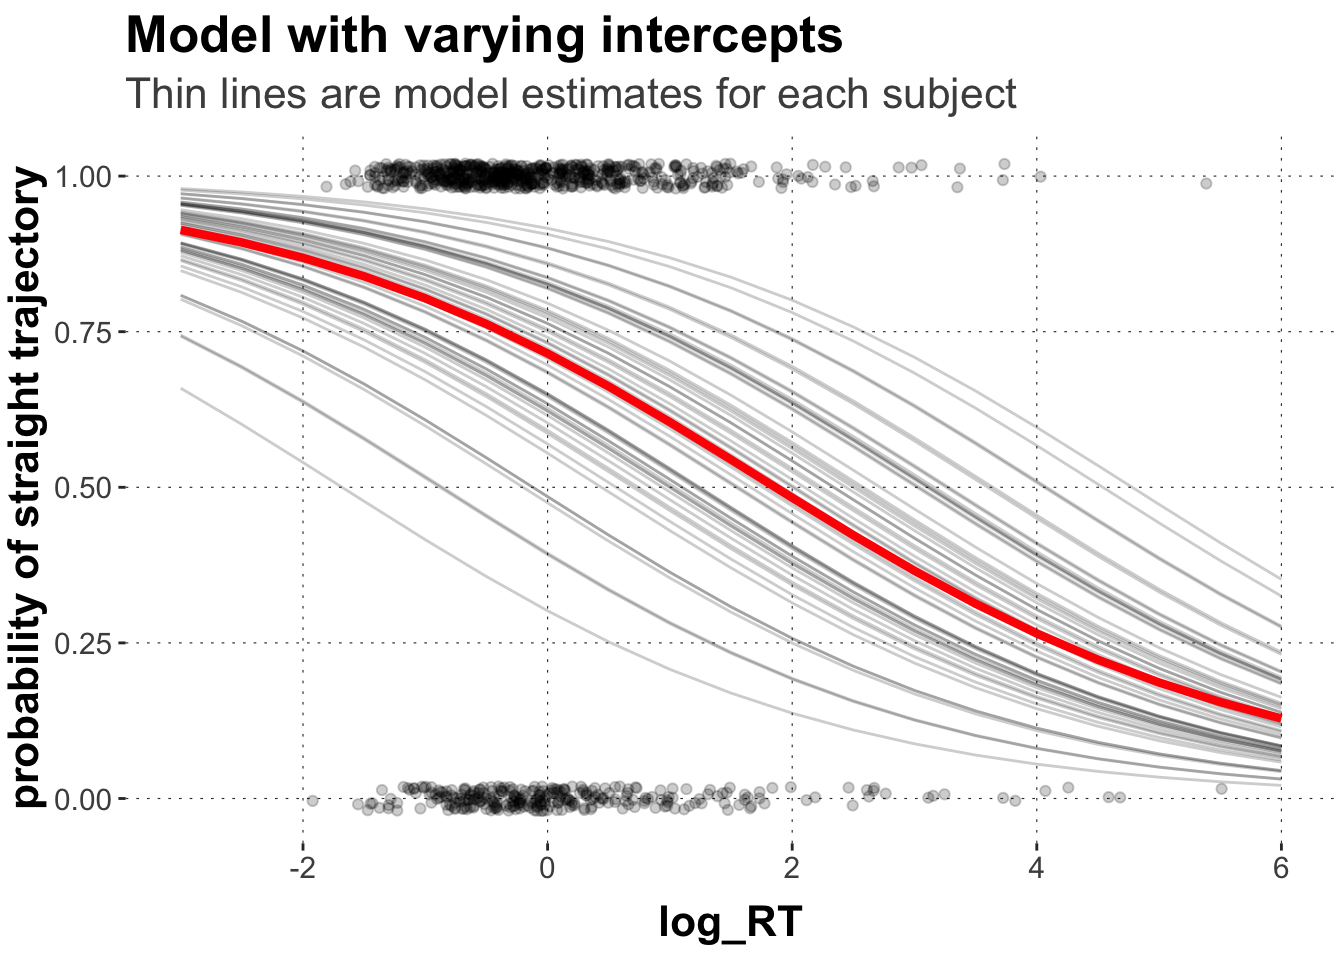 Model with varying intercepts
Thin lines are model estimates for each subject
probability of straight trajectory
1.00
0.75
0.50
0.25
0.00
-2
0
2
4
6
log_RT